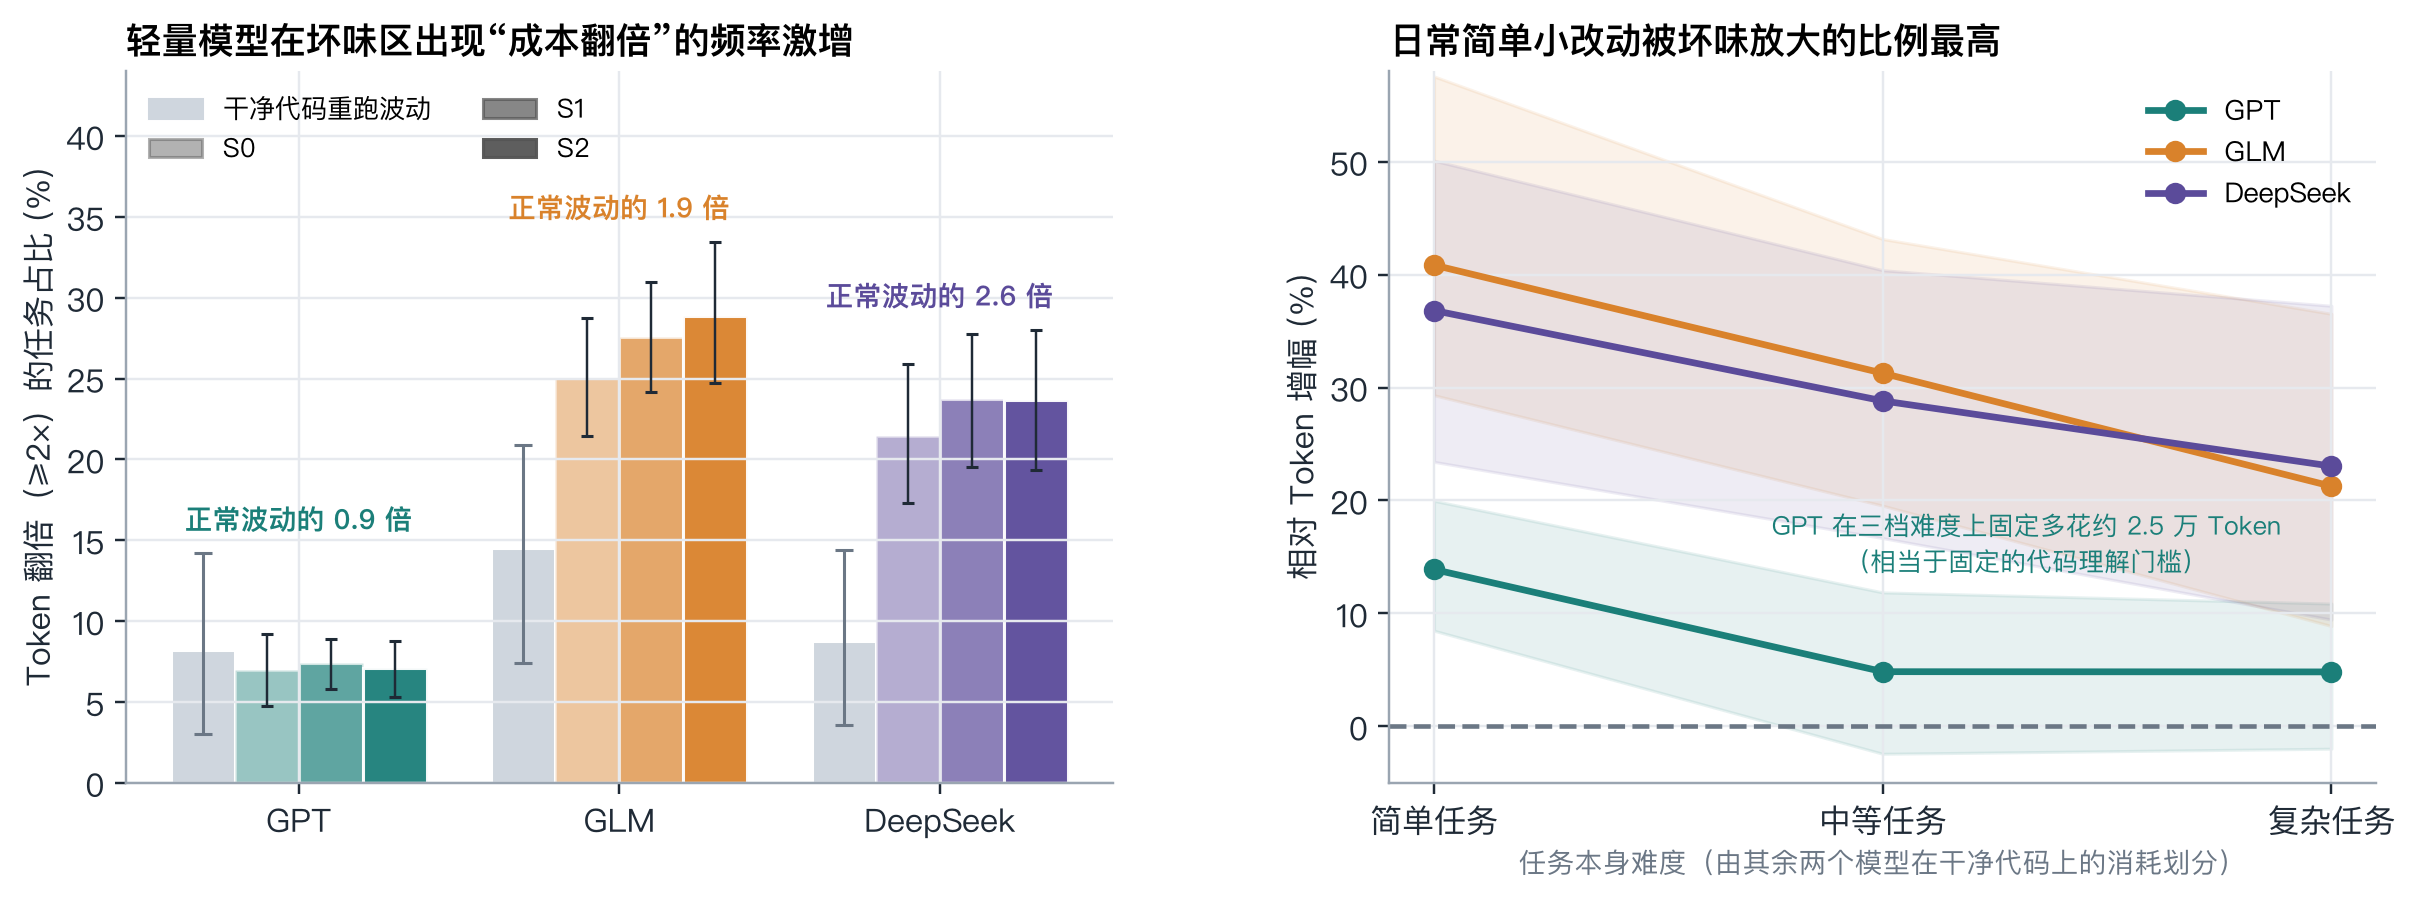 轻量模型在坏味区出现“成本翻倍”的频率激增
干净代码重跑波动
S0
S1
S2
Token 翻倍（≥2×）的任务占比 (%)
40
35
30
25
20
15
10
5
0
正常波动的 0.9 倍
正常波动的 1.9 倍
正常波动的 2.6 倍
GPT
GLM
DeepSeek
日常简单小改动被坏味放大的比例最高
GPT
GLM
DeepSeek
相对 Token 增幅 (%)
50
40
30
20
10
0
GPT 在三档难度上固定多花约 2.5 万 Token
(相当于固定的代码理解门槛)
简单任务
中等任务
复杂任务
任务本身难度（由其余两个模型在干净代码上的消耗划分）